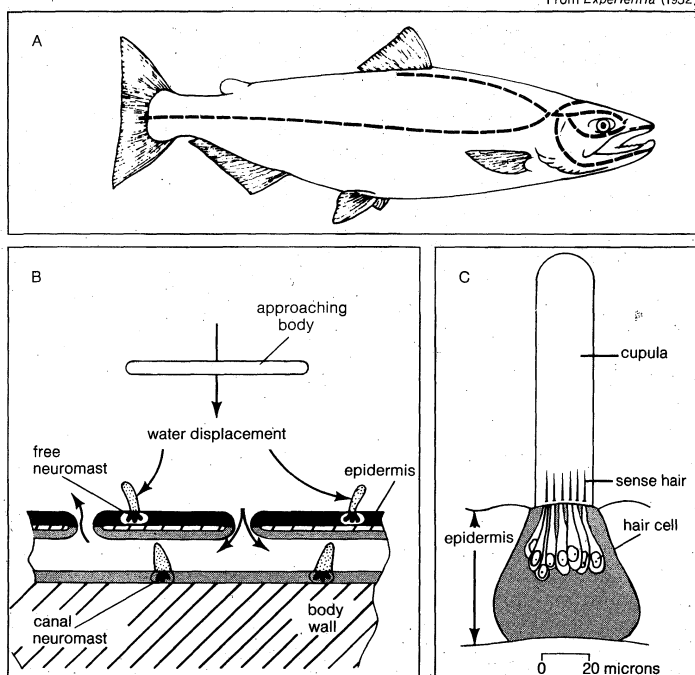 From Experientia (1952)
A
B
approaching
body
water displacement
free
neuromast
epidermis
canal
neuromast
body
wall
C
cupula
sense hair
hair cell
epidermis
0 20 microns